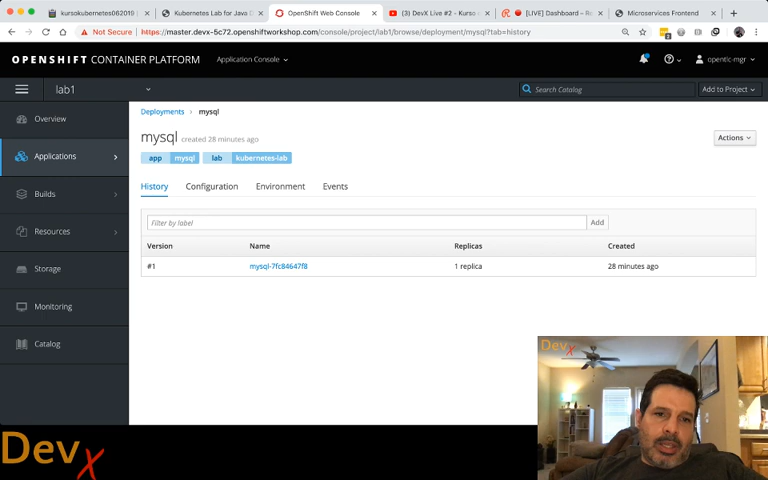 kursokubernetes062019
Kubernetes Lab for Java D
OpenShift Web Console
(3) DevX Live #2 - Kurso
[LIVE] Dashboard - Re
Microservices Frontend
Not Secure
https://master.devx-5c72.openshiftworkshop.com/console/project/lab1/browse/deployment/mysql?tab=history
OPENSHIFT CONTAINER PLATFORM
Application Console
opentlc-mgr
lab1
Search Catalog
Add to Project
Overview
Applications
Builds
Resources
Storage
Monitoring
Catalog
Deployments › mysql
mysql created 28 minutes ago
Actions
app mysql lab kubernetes-lab
History Configuration Environment Events
Filter by label Add
Version Name Replicas Created
#1 mysql-7fc84647f8 1 replica 28 minutes ago
Devx
Devx